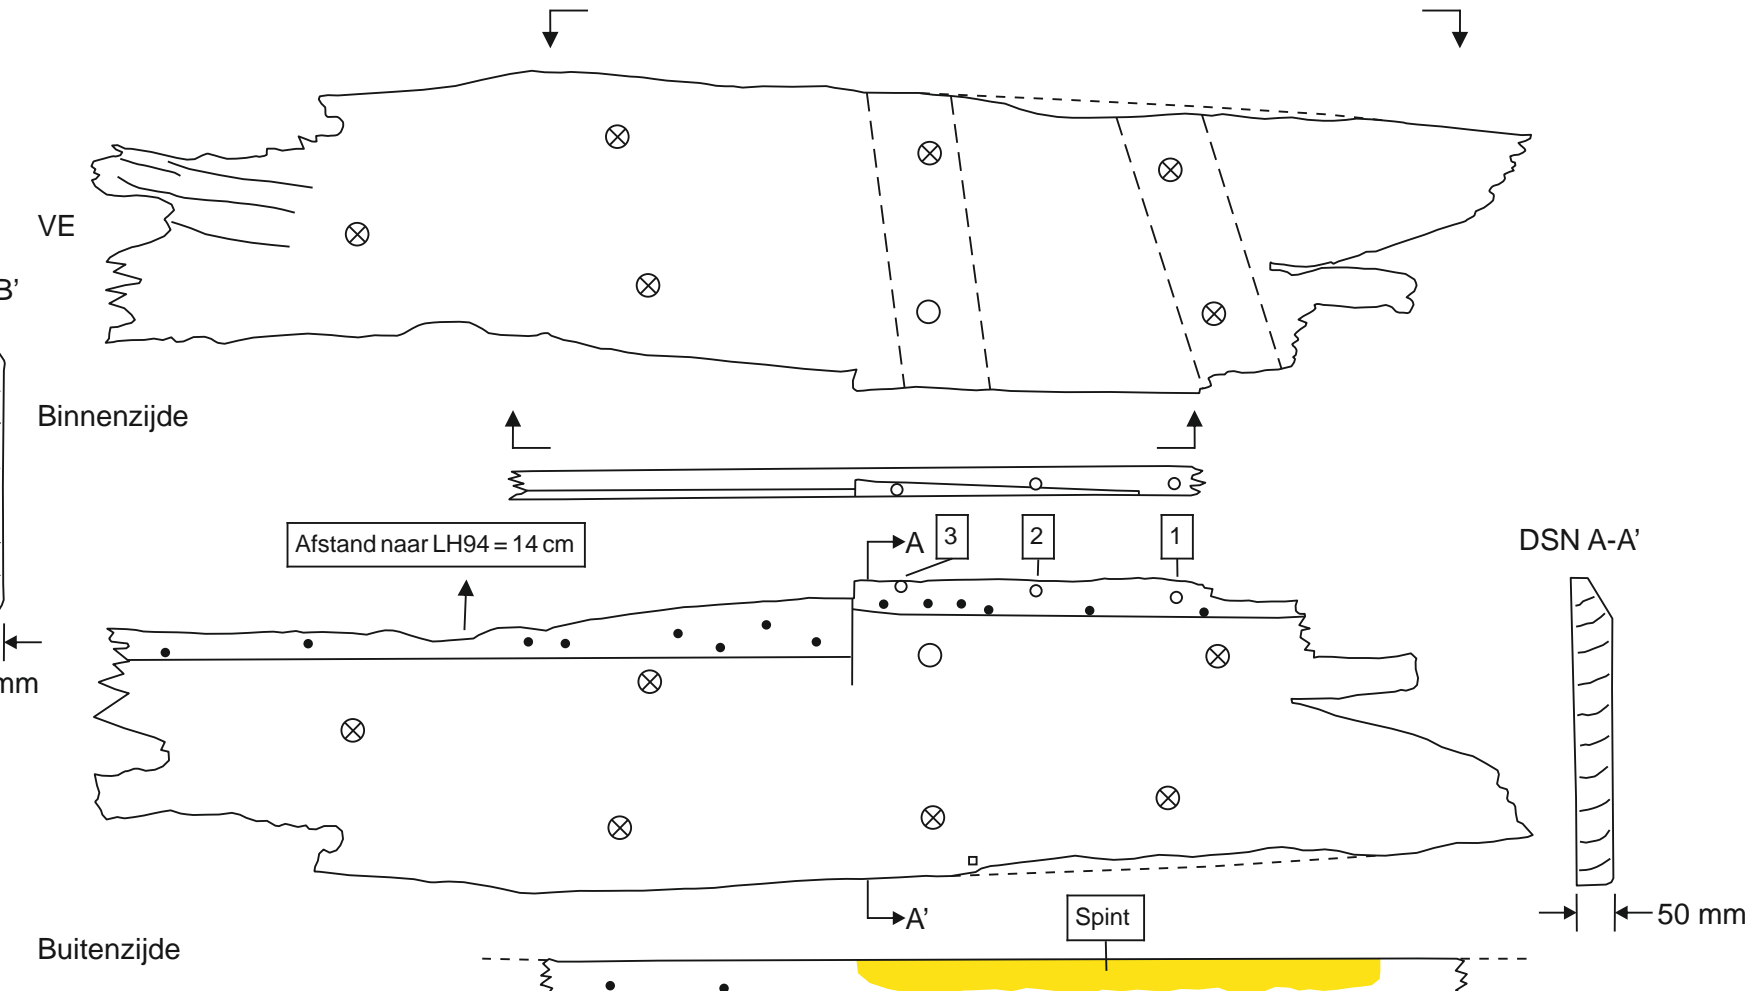 VE
B’
Binnenzijde
Afstand naar LH94 = 14 cm
A
3
2
1
DSN A-A’
mm
A’
Spint
50 mm
Buitenzijde